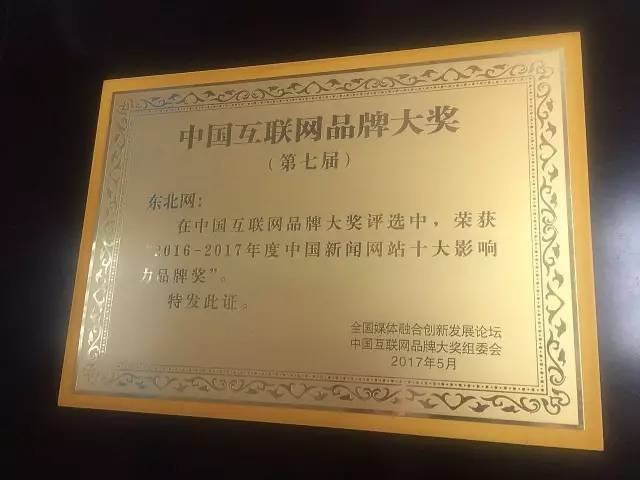 中国互联网品牌大奖
（第七届）
东北网：
在中国互联网品牌大奖评选中，荣获
“2016-2017年度中国新闻网站十大影响
力品牌奖”。
特发此证。
全国媒体融合创新发展论坛
中国互联网品牌大奖组委会
2017年5月